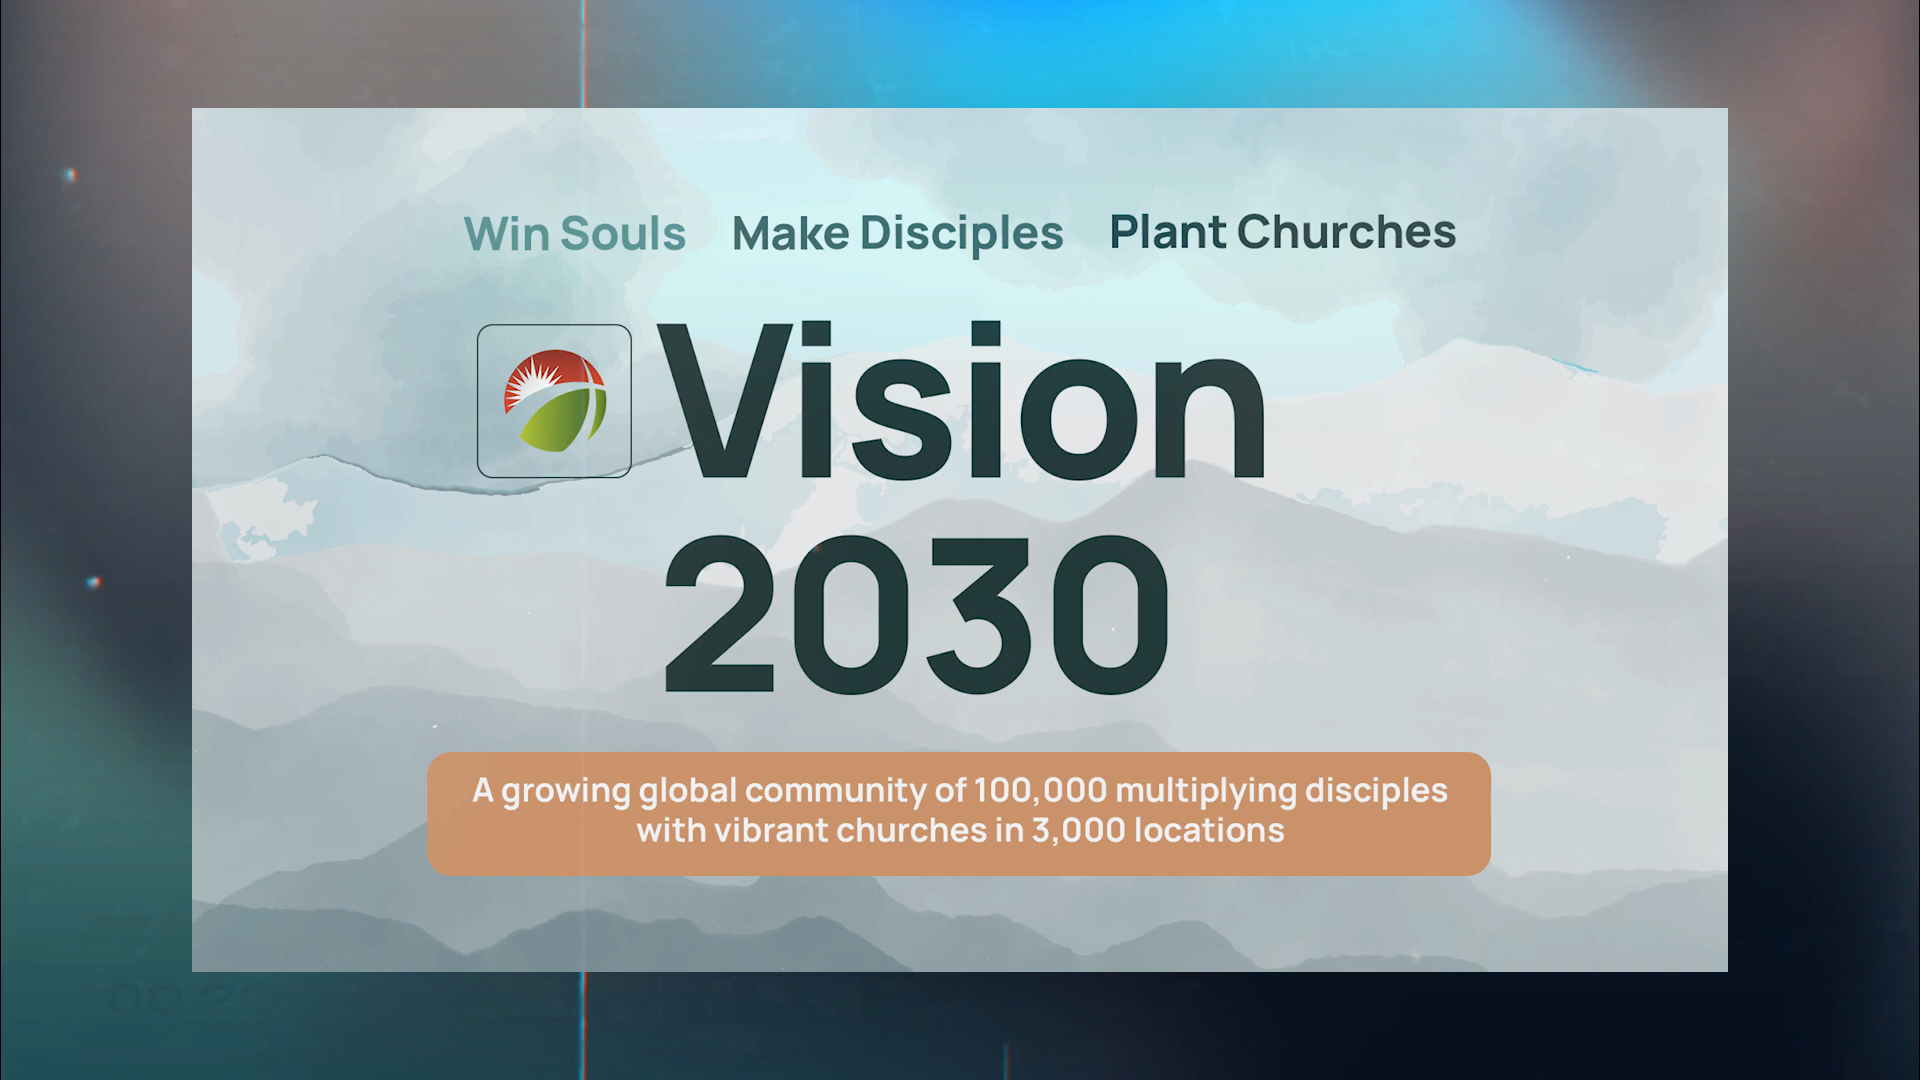 Win Souls Make Disciples Plant Churches
Vision
2030
A growing global community of 100,000 multiplying disciples
with vibrant churches in 3,000 locations